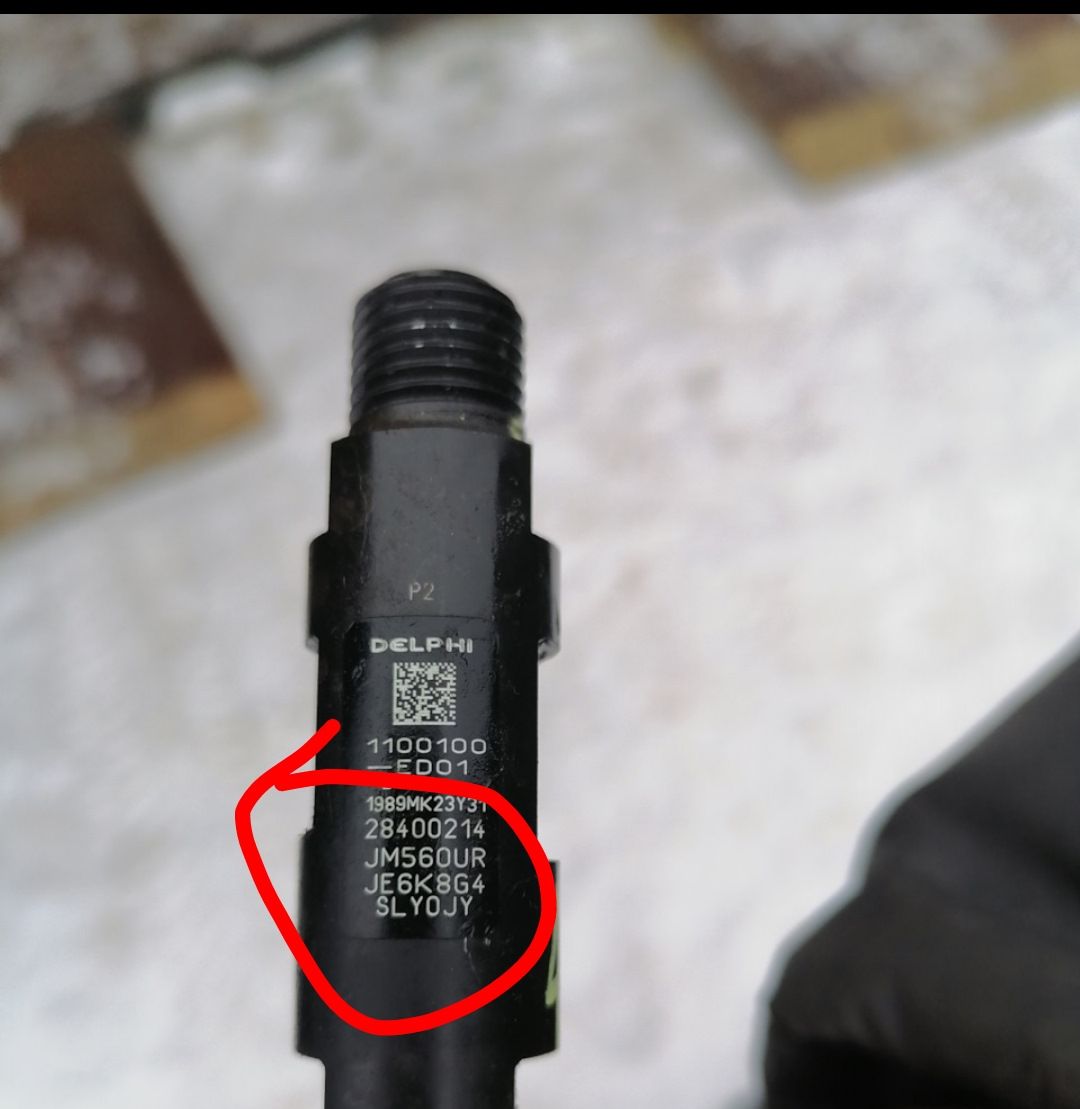 P2
DELPHI
1100100
-ED01
1989MK23Y31
28400214
JM560UR
JE6K8G4
SLY0JY